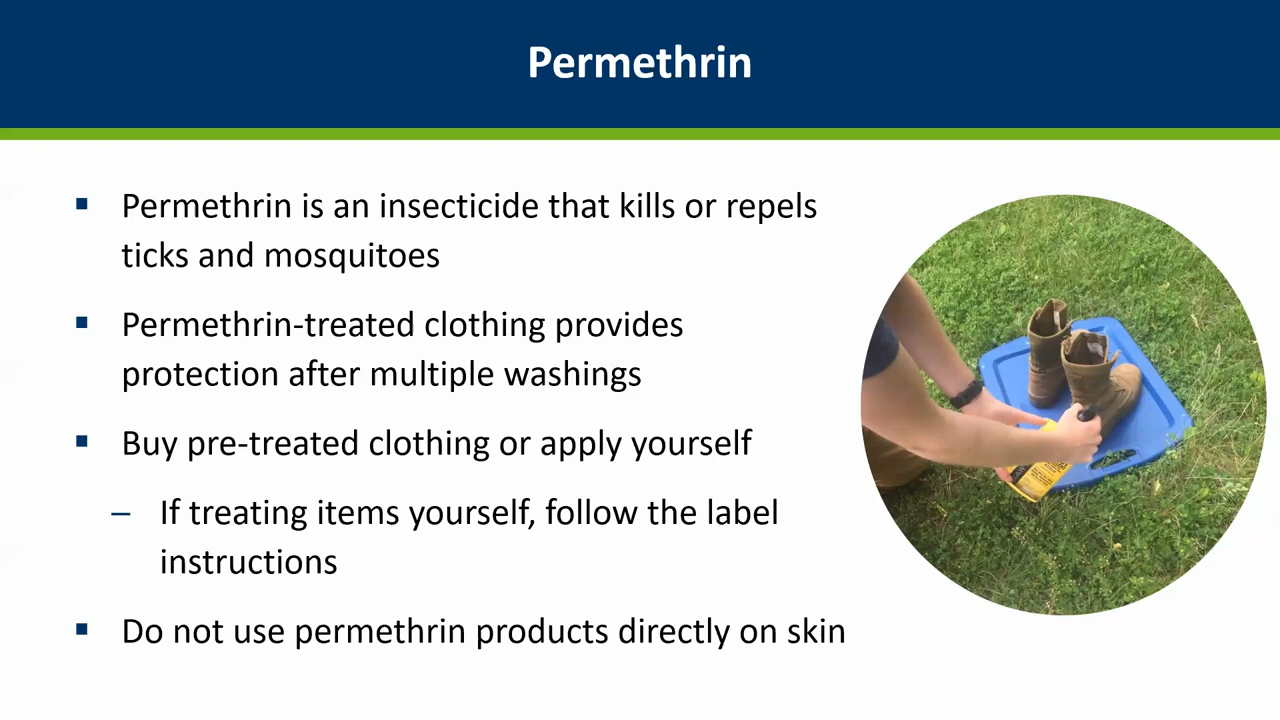 Permethrin
Permethrin is an insecticide that kills or repels
ticks and mosquitoes
Permethrin-treated clothing provides
protection after multiple washings
Buy pre-treated clothing or apply yourself
– If treating items yourself, follow the label
instructions
Do not use permethrin products directly on skin